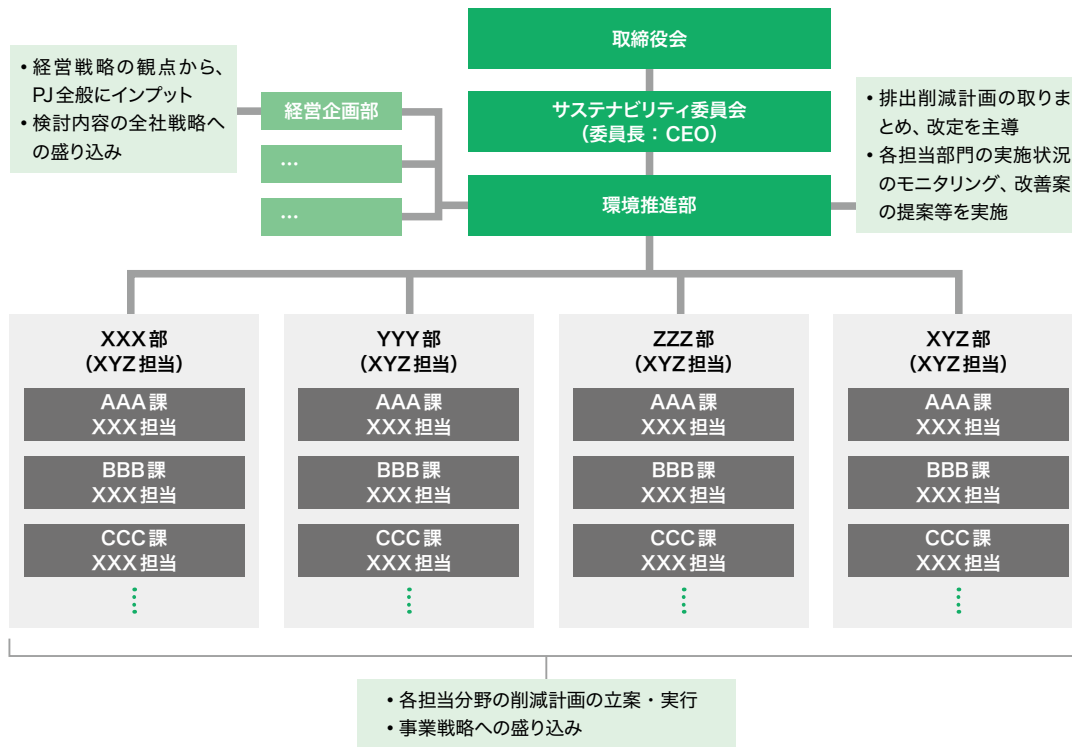 取締役会
• 経営戦略の観点から、
PJ全般にインプット
• 検討内容の全社戦略へ
の盛り込み
経営企画部
…
…
サステナビリティ委員会
(委員長:CEO)
環境推進部
• 排出削減計画の取りま
とめ、改定を主導
• 各担当部門の実施状況
のモニタリング、改善案
の提案等を実施
XXX部
(XYZ担当)
AAA課
XXX担当
BBB課
XXX担当
CCC課
XXX担当
YYY部
(XYZ担当)
AAA課
XXX担当
BBB課
XXX担当
CCC課
XXX担当
ZZZ部
(XYZ担当)
AAA課
XXX担当
BBB課
XXX担当
CCC課
XXX担当
XYZ部
(XYZ担当)
AAA課
XXX担当
BBB課
XXX担当
CCC課
XXX担当
• 各担当分野の削減計画の立案・実行
• 事業戦略への盛り込み